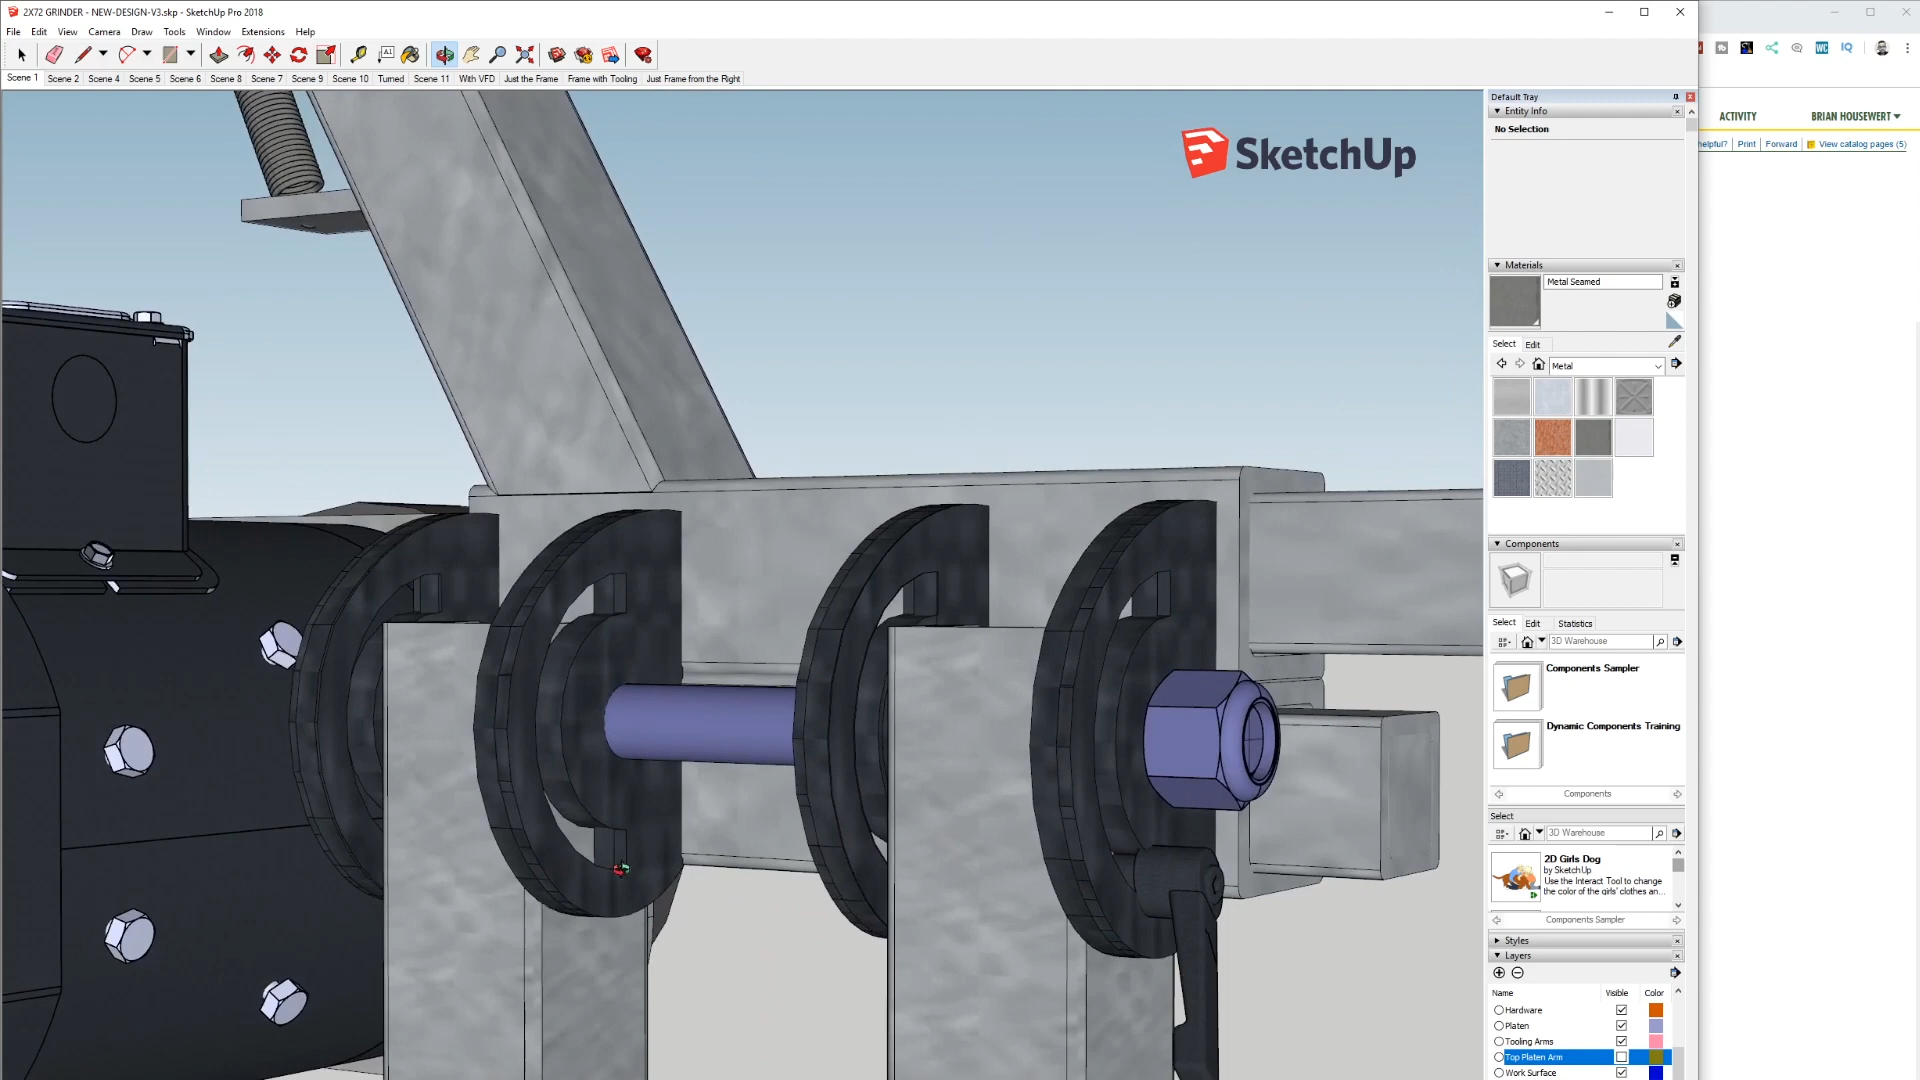 2X72 GRINDER - NEW-DESIGN-V3.skp - SketchUp Pro 2018
File Edit View Camera Draw Tools Window Extensions Help
A1
Scene 1 Scene 2 Scene 4 Scene 5 Scene 6 Scene 8 Scene 7 Scene 9 Scene 10 Turned Scene 11 With VFD Just the Frame Frame with Tooling Just Frame from the Right
SketchUp
Default Tray
Entity Info
No Selection
Materials
Metal Seamed
Select Edit
Metal
Components
Select Edit Statistics
3D Warehouse
Components Sampler
Dynamic Components Training
Components
Select
3D Warehouse
2D Girls Dog
by SketchUp
Use the Interact Tool to change
the color of the girls' clothes an...
Components Sampler
Styles
Layers
Name Visible Color
Hardware
Platen
Tooling Arms
Top Platen Arm
Work Surface
WC IQ
ACTIVITY BRIAN HOUSEWERT
helpful? Print Forward View catalog pages (5)